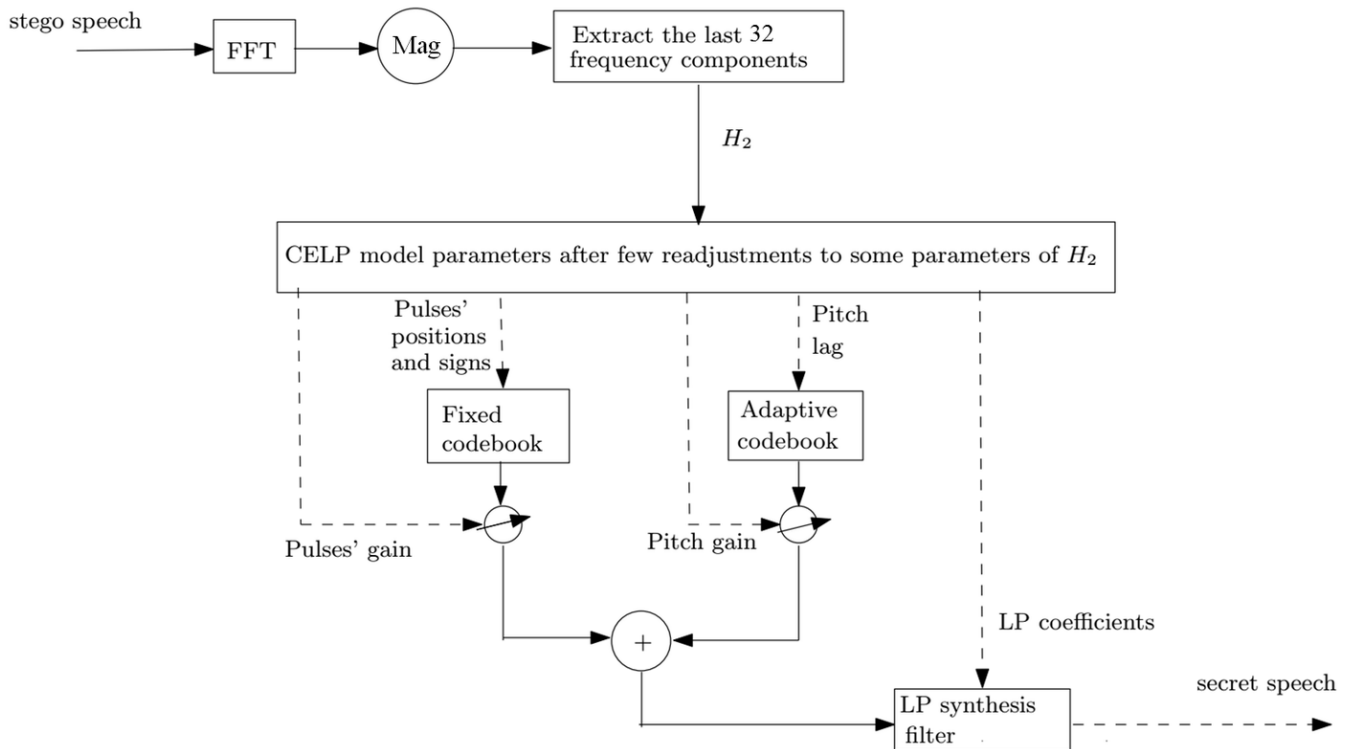 stego speech
FFT
Mag
Extract the last 32
frequency components
H₂
CELP model parameters after few readjustments to some parameters of H₂
Pulses'
positions
and signs
Pitch
lag
Fixed
codebook
Adaptive
codebook
Pulses' gain
Pitch gain
+
LP coefficients
secret speech
LP synthesis
filter